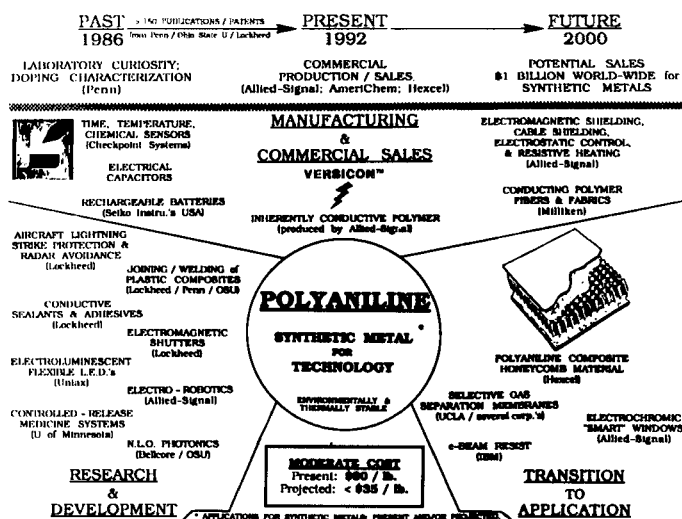 PAST
1986
> 150 PUBLICATIONS / PATENTS
from Penn / Ohio State U / Lockheed
PRESENT
1992
FUTURE
2000
LABORATORY CURIOSITY;
DOPING CHARACTERIZATION
(Penn)
COMMERCIAL
PRODUCTION / SALES
(Allied-Signal; AmeriChem; Hexcel)
POTENTIAL SALES
$1 BILLION WORLD-WIDE for
SYNTHETIC METALS
TIME, TEMPERATURE,
CHEMICAL SENSORS
(Checkpoint Systems)
ELECTRICAL
CAPACITORS
RECHARGEABLE BATTERIES
(Seiko Instru.'s USA)
MANUFACTURING
&
COMMERCIAL SALES
VERSICON™
INHERENTLY CONDUCTIVE POLYMER
(produced by Allied-Signal)
ELECTROMAGNETIC SHIELDING,
CABLE SHIELDING,
ELECTROSTATIC CONTROL,
& RESISTIVE HEATING
(Allied-Signal)
CONDUCTING POLYMER
FIBERS & FABRICS
(Milliken)
AIRCRAFT LIGHTNING
STRIKE PROTECTION &
RADAR AVOIDANCE
(Lockheed)
JOINING / WELDING of
PLASTIC COMPOSITES
(Lockheed / Penn / OSU)
CONDUCTIVE
SEALANTS & ADHESIVES
(Lockheed)
ELECTROMAGNETIC
SHUTTERS
(Lockheed)
ELECTROLUMINESCENT
FLEXIBLE L.E.D.'s
(Uniax)
ELECTRO - ROBOTICS
(Allied-Signal)
CONTROLLED - RELEASE
MEDICINE SYSTEMS
(U of Minnesota)
N.L.O. PHOTONICS
(Bellcore / OSU)
RESEARCH
&
DEVELOPMENT
POLYANILINE
SYNTHETIC METAL *
FOR
TECHNOLOGY
ENVIRONMENTALLY &
THERMALLY STABLE
MODERATE COST
Present: $60 / lb.
Projected: < $35 / lb.
POLYANILINE COMPOSITE
HONEYCOMB MATERIAL
(Hexcel)
SELECTIVE GAS
SEPARATION MEMBRANES
(UCLA / several corp.'s)
ELECTROCHROMIC
"SMART" WINDOWS
(Allied-Signal)
e-BEAM RESIST
(IBM)
TRANSITION
TO
APPLICATION
* APPLICATIONS FOR SYNTHETIC METALS: PRESENT AND/OR PROJECTED